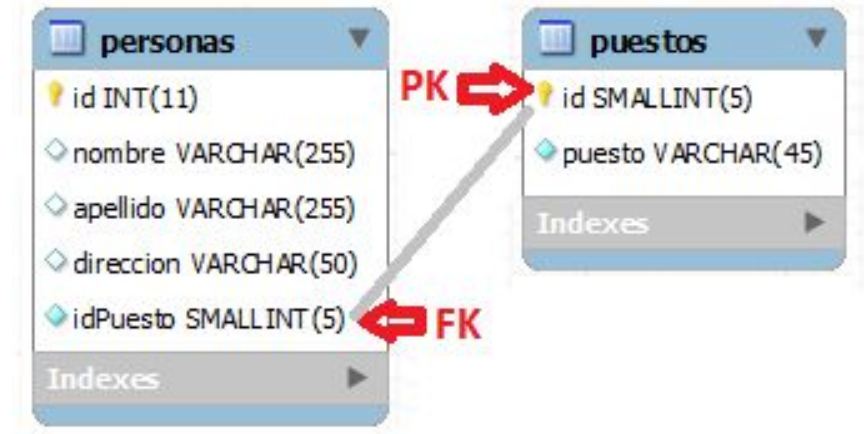 personas
id INT(11)
nombre VARCHAR(255)
apellido VARCHAR(255)
direccion VARCHAR(50)
idPuesto SMALLINT(5)
Indexes
FK
PK
puestos
id SMALLINT(5)
puesto VARCHAR(45)
Indexes